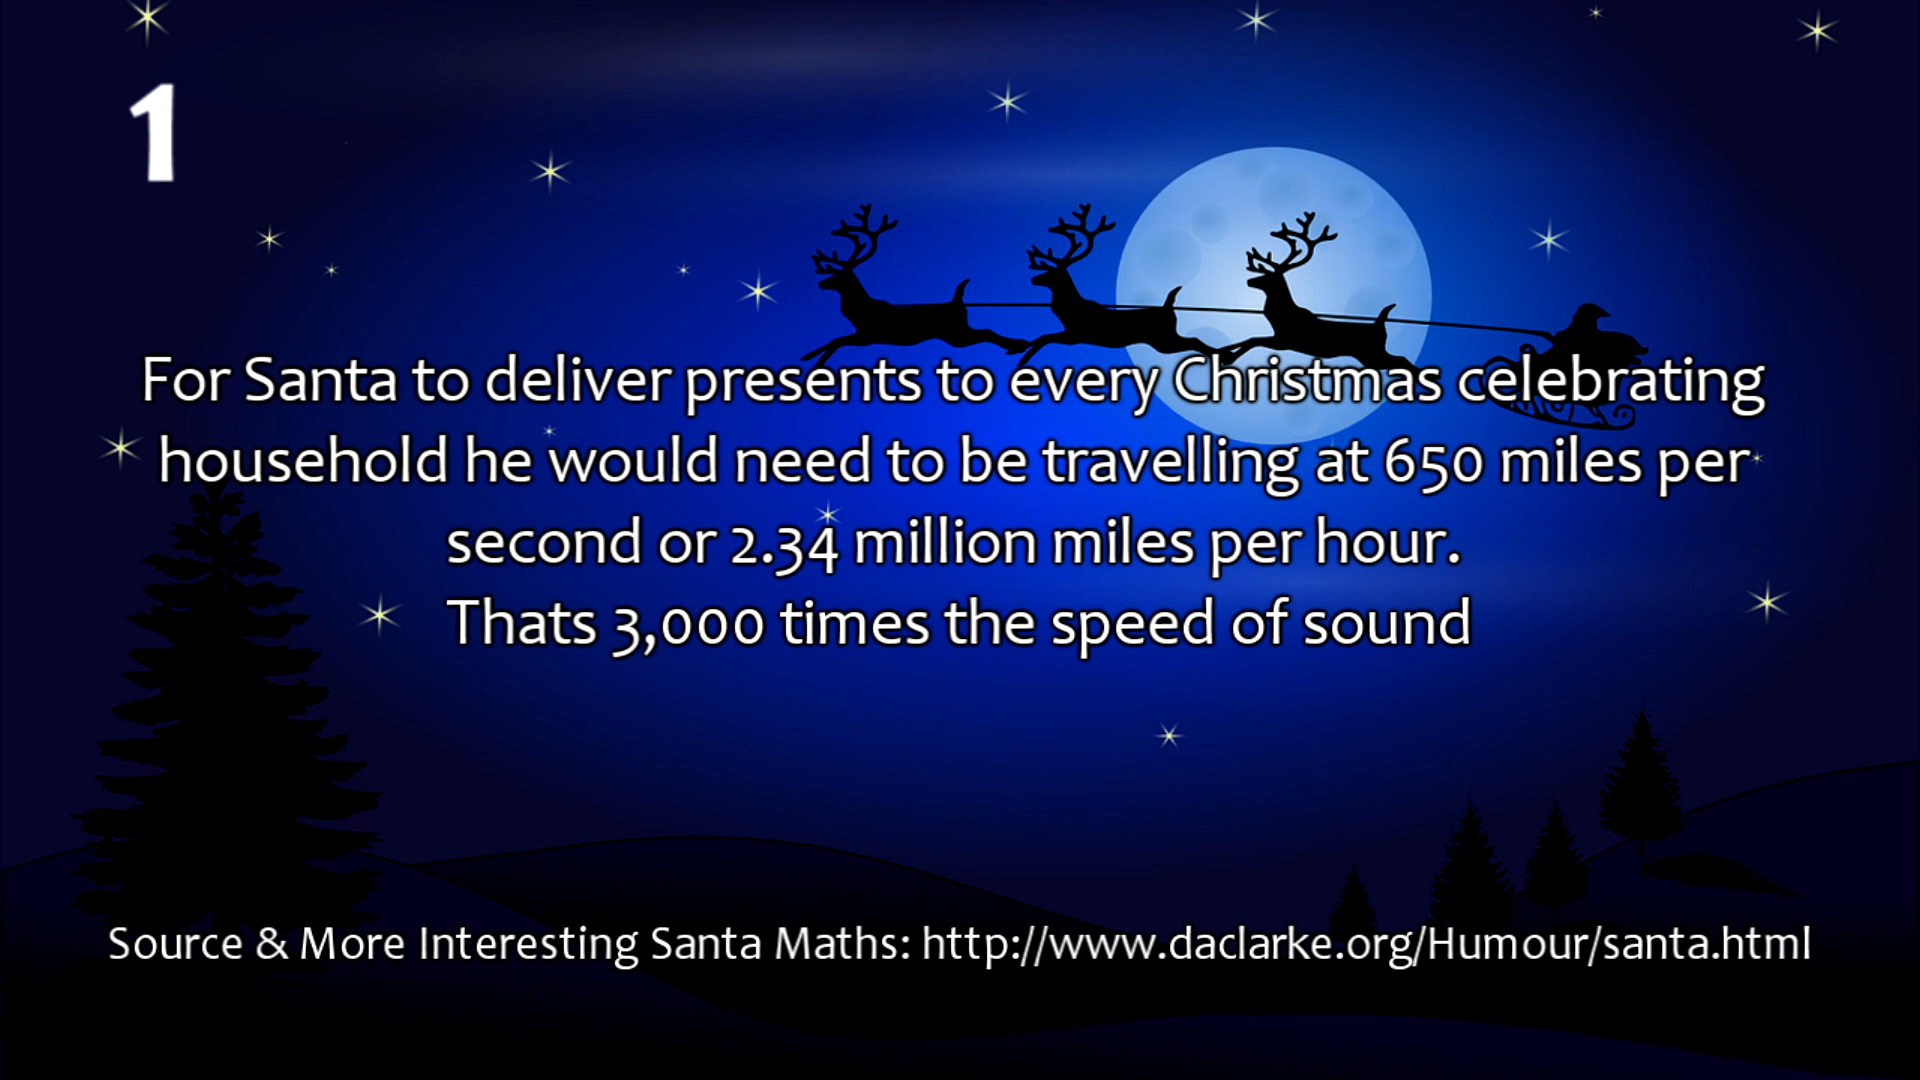 1
For Santa to deliver presents to every Christmas celebrating
household he would need to be travelling at 650 miles per
second or 2.34 million miles per hour.
Thats 3,000 times the speed of sound
Source & More Interesting Santa Maths: http://www.daclarke.org/Humour/santa.html